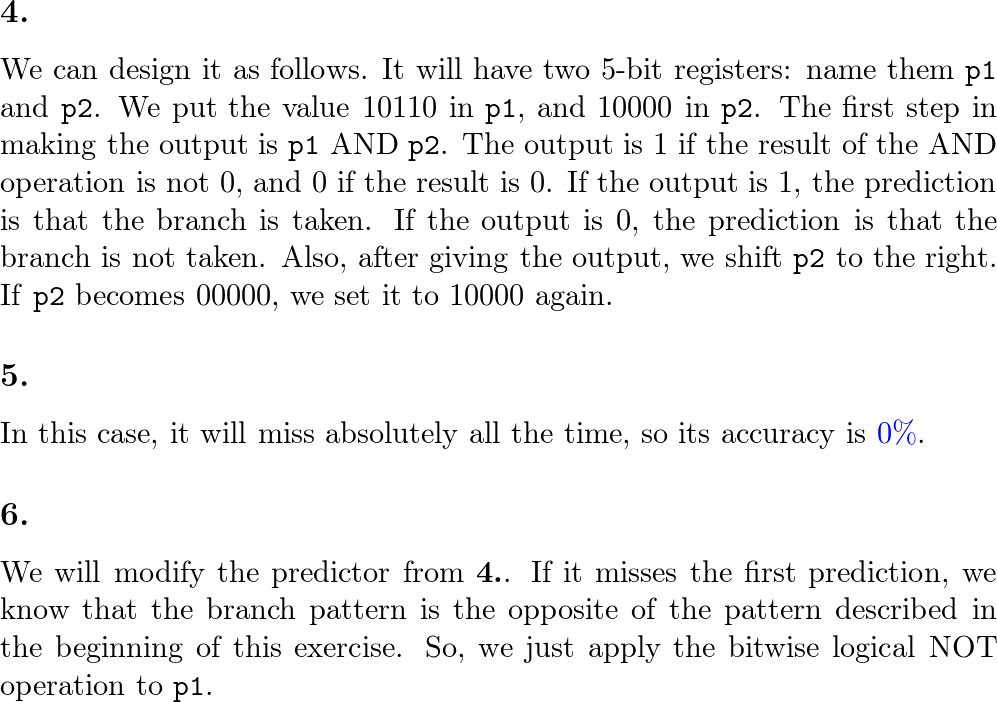 4.
We can design it as follows. It will have two 5-bit registers: name them p1
and p2. We put the value 10110 in p1, and 10000 in p2. The first step in
making the output is p1 AND p2. The output is 1 if the result of the AND
operation is not 0, and 0 if the result is 0. If the output is 1, the prediction
is that the branch is taken. If the output is 0, the prediction is that the
branch is not taken. Also, after giving the output, we shift p2 to the right.
If p2 becomes 00000, we set it to 10000 again.
5.
In this case, it will miss absolutely all the time, so its accuracy is 0%.
6.
We will modify the predictor from 4.. If it misses the first prediction, we
know that the branch pattern is the opposite of the pattern described in
the beginning of this exercise. So, we just apply the bitwise logical NOT
operation to p1.